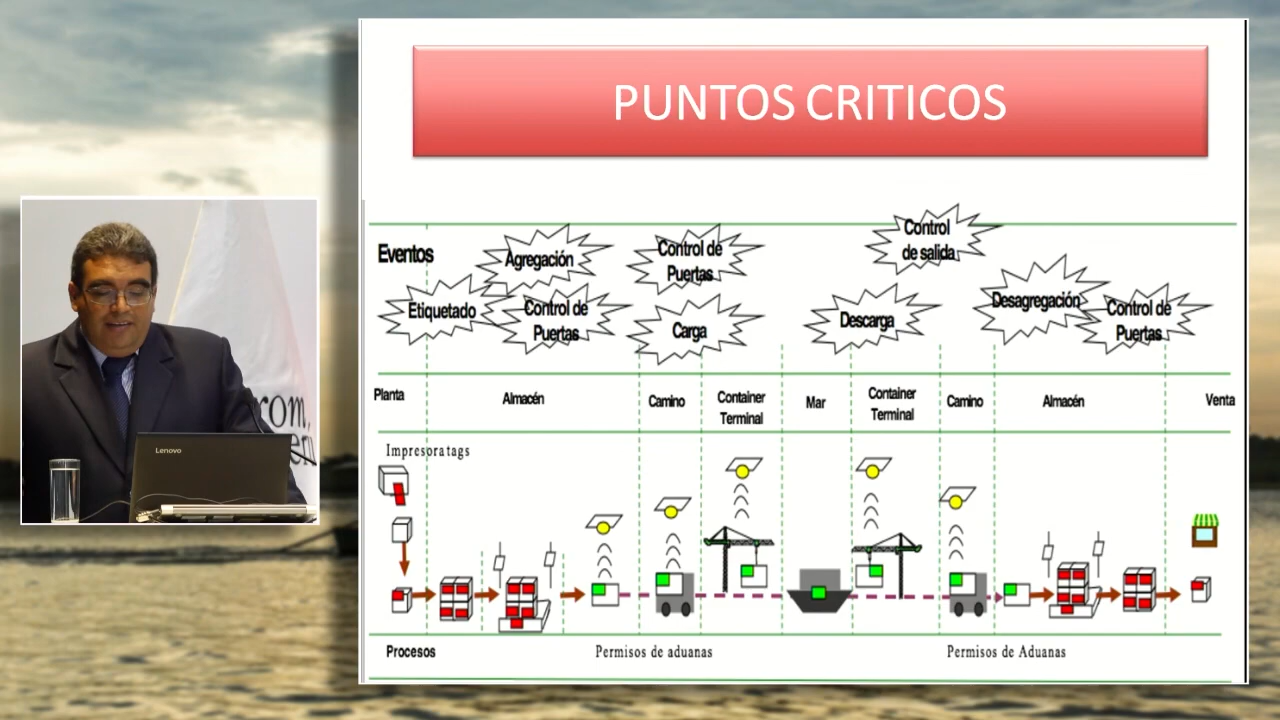 PUNTOS CRITICOS
Eventos
Etiquetado
Agregación
Control de
Puertas
Control de
Puertas
Carga
Control
de salida
Descarga
Desagregación
Control de
Puertas
Planta
Almacén
Camino
Container
Terminal
Mar
Container
Terminal
Camino
Almacén
Venta
Impresora tags
Procesos
Permisos de aduanas
Permisos de Aduanas
Lenovo
rom